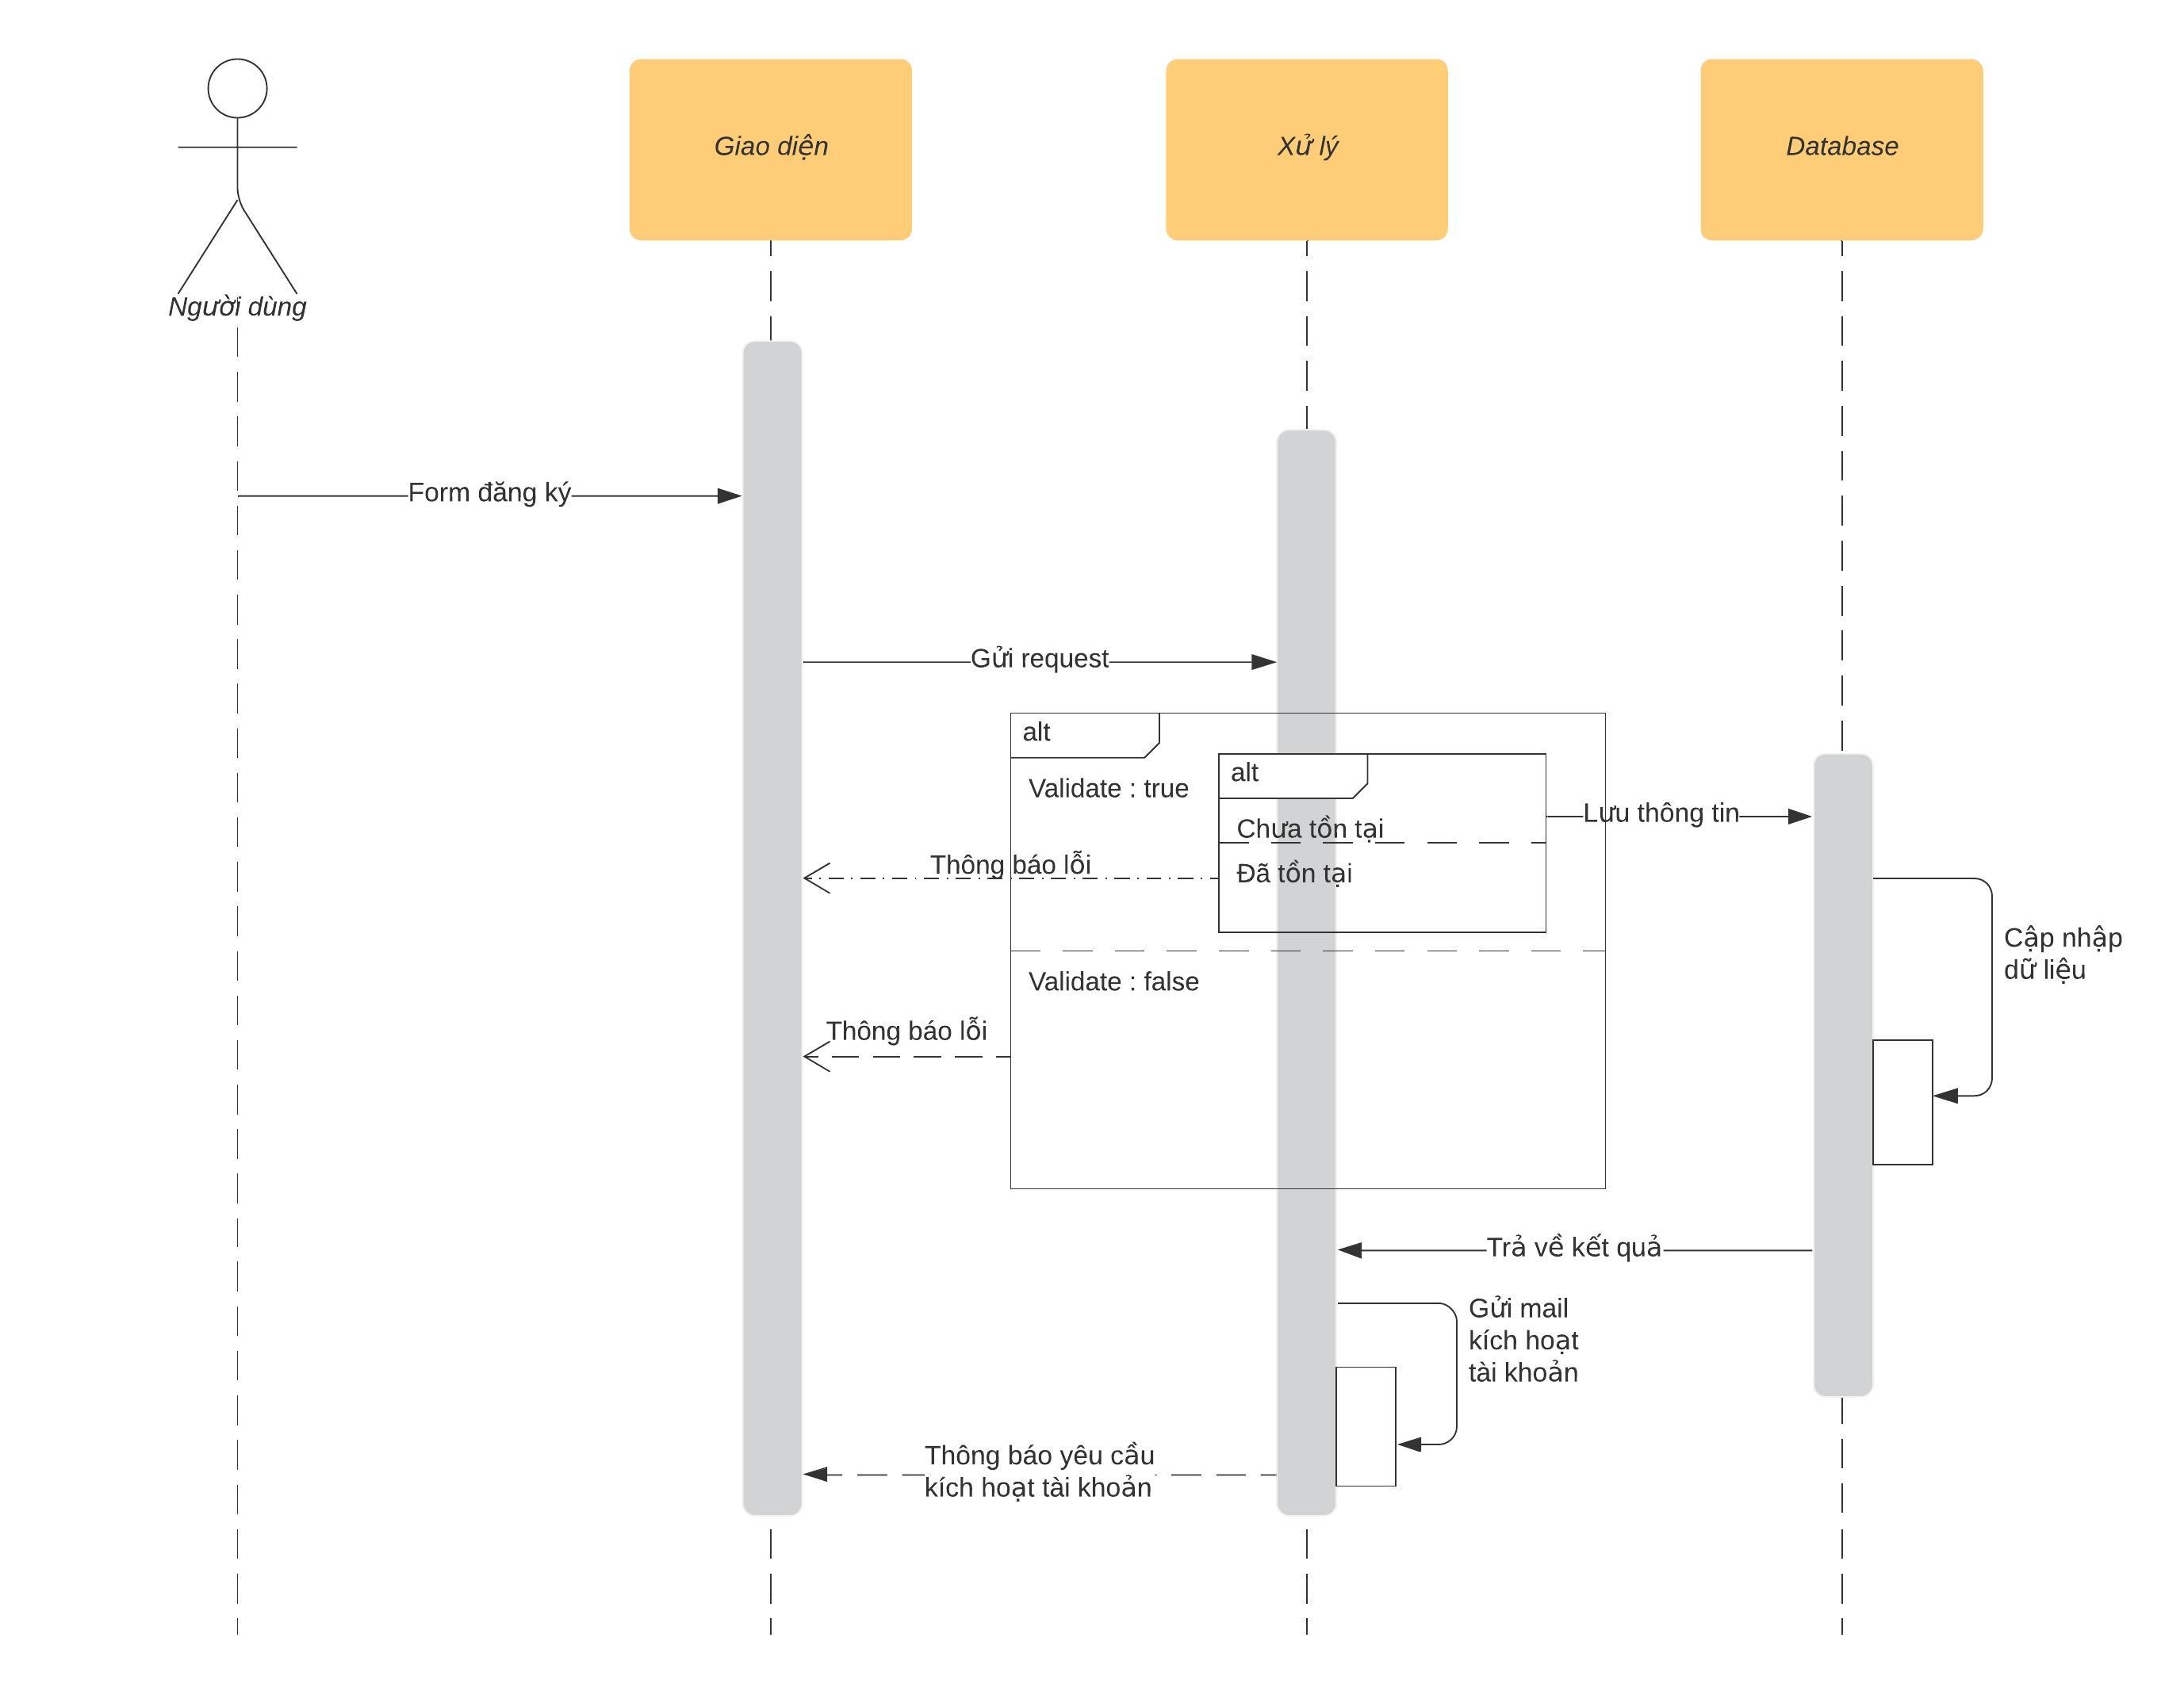 Giao diện
Xử lý
Database
Người dùng
Form đăng ký
Gửi request
alt
alt
Validate : true
Lưu thông tin
Chưa tồn tại
Thông báo lỗi
Đã tồn tại
Cập nhập
dữ liệu
Validate : false
Thông báo lỗi
Trả về kết quả
Gửi mail
kích hoạt
tài khoản
Thông báo yêu cầu
kích hoạt tài khoản